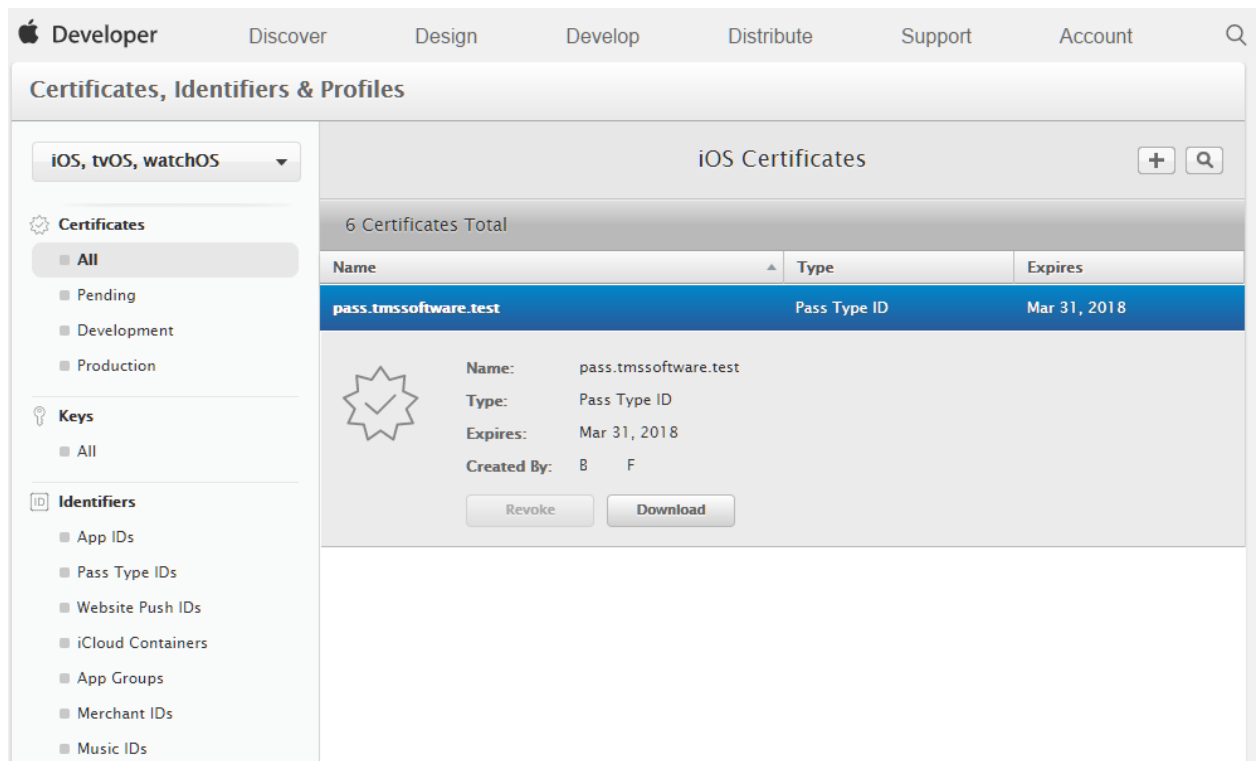 Developer Discover Design Develop Distribute Support Account
Certificates, Identifiers & Profiles
iOS, tvOS, watchOS
Certificates
All
Pending
Development
Production
Keys
All
Identifiers
App IDs
Pass Type IDs
Website Push IDs
iCloud Containers
App Groups
Merchant IDs
Music IDs
iOS Certificates
6 Certificates Total
Name Type Expires
pass.tmssoftware.test Pass Type ID Mar 31, 2018
Name: pass.tmssoftware.test
Type: Pass Type ID
Expires: Mar 31, 2018
Created By: B F
Revoke Download